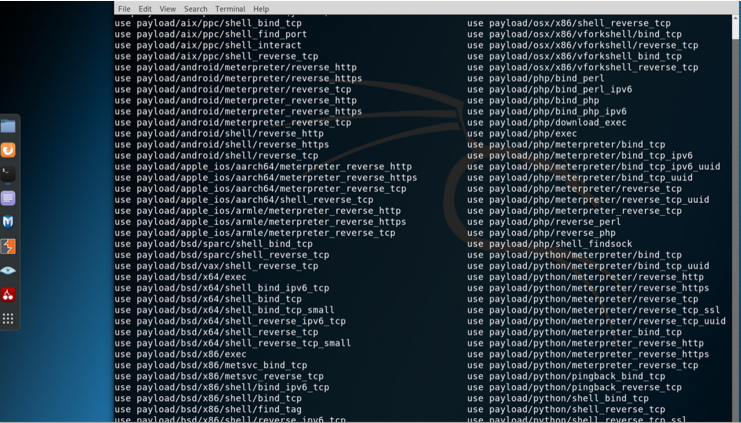 File Edit View Search Terminal Help
use payload/aix/ppc/shell_bind_tcp
use payload/aix/ppc/shell_find_port
use payload/aix/ppc/shell_interact
use payload/aix/ppc/shell_reverse_tcp
use payload/android/meterpreter/reverse_http
use payload/android/meterpreter/reverse_https
use payload/android/meterpreter/reverse_tcp
use payload/android/meterpreter_reverse_http
use payload/android/meterpreter_reverse_https
use payload/android/meterpreter_reverse_tcp
use payload/android/shell/reverse_http
use payload/android/shell/reverse_https
use payload/android/shell/reverse_tcp
use payload/apple_ios/aarch64/meterpreter_reverse_http
use payload/apple_ios/aarch64/meterpreter_reverse_https
use payload/apple_ios/aarch64/meterpreter_reverse_tcp
use payload/apple_ios/aarch64/shell_reverse_tcp
use payload/apple_ios/armle/meterpreter_reverse_http
use payload/apple_ios/armle/meterpreter_reverse_https
use payload/apple_ios/armle/meterpreter_reverse_tcp
use payload/bsd/sparc/shell_bind_tcp
use payload/bsd/sparc/shell_reverse_tcp
use payload/bsd/vax/shell_reverse_tcp
use payload/bsd/x64/exec
use payload/bsd/x64/shell_bind_ipv6_tcp
use payload/bsd/x64/shell_bind_tcp
use payload/bsd/x64/shell_bind_tcp_small
use payload/bsd/x64/shell_reverse_ipv6_tcp
use payload/bsd/x64/shell_reverse_tcp
use payload/bsd/x64/shell_reverse_tcp_small
use payload/bsd/x86/exec
use payload/bsd/x86/metsvc_bind_tcp
use payload/bsd/x86/metsvc_reverse_tcp
use payload/bsd/x86/shell/bind_ipv6_tcp
use payload/bsd/x86/shell/bind_tcp
use payload/bsd/x86/shell/find_tag
use payload/bsd/x86/shell/reverse_ipv6_tcp
use payload/osx/x86/shell_reverse_tcp
use payload/osx/x86/vforkshell/bind_tcp
use payload/osx/x86/vforkshell/reverse_tcp
use payload/osx/x86/vforkshell_bind_tcp
use payload/osx/x86/vforkshell_reverse_tcp
use payload/php/bind_perl
use payload/php/bind_perl_ipv6
use payload/php/bind_php
use payload/php/bind_php_ipv6
use payload/php/download_exec
use payload/php/exec
use payload/php/meterpreter/bind_tcp
use payload/php/meterpreter/bind_tcp_ipv6
use payload/php/meterpreter/bind_tcp_ipv6_uuid
use payload/php/meterpreter/bind_tcp_uuid
use payload/php/meterpreter/reverse_tcp
use payload/php/meterpreter/reverse_tcp_uuid
use payload/php/meterpreter_reverse_tcp
use payload/php/reverse_perl
use payload/php/reverse_php
use payload/php/shell_findsock
use payload/python/meterpreter/bind_tcp
use payload/python/meterpreter/bind_tcp_uuid
use payload/python/meterpreter/reverse_http
use payload/python/meterpreter/reverse_https
use payload/python/meterpreter/reverse_tcp
use payload/python/meterpreter/reverse_tcp_ssl
use payload/python/meterpreter/reverse_tcp_uuid
use payload/python/meterpreter_bind_tcp
use payload/python/meterpreter_reverse_http
use payload/python/meterpreter_reverse_https
use payload/python/meterpreter_reverse_tcp
use payload/python/pingback_bind_tcp
use payload/python/pingback_reverse_tcp
use payload/python/shell_bind_tcp
use payload/python/shell_reverse_tcp
use payload/python/shell_reverse_tcp_ssl